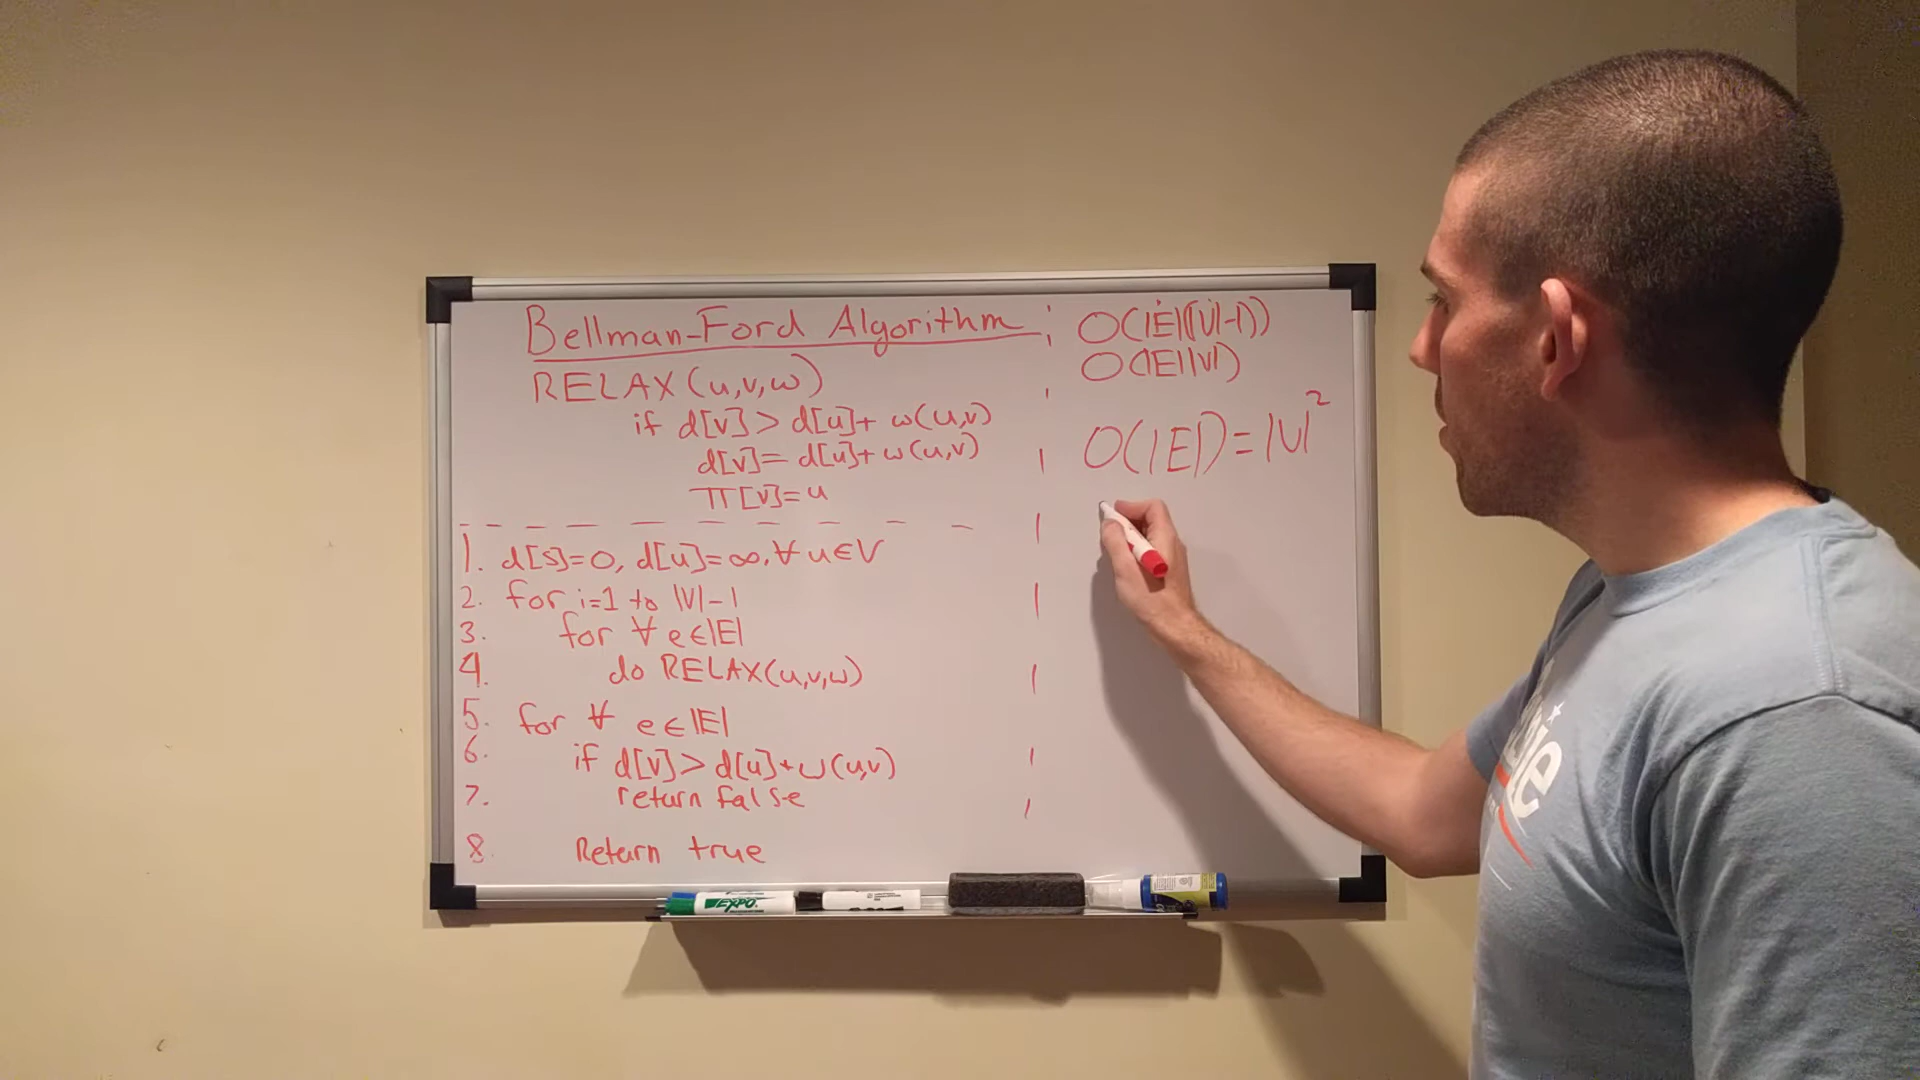 Bellman-Ford Algorithm
RELAX(u,v,w)
if d[v]>d[u]+w(u,v)
d[v]=d[u]+w(u,v)
π[v]=u
1. d[s]=0, d[u]=∞, ∀ u∈V
2. for i=1 to |V|-1
3. for ∀ e∈|E|
4. do RELAX(u,v,w)
5. for ∀ e∈|E|
6. if d[v]>d[u]+w(u,v)
7. return false
8. Return true
O(|E|(|V|-1))
O(|E||V|)
O(|E|)=|V|²
EXPO